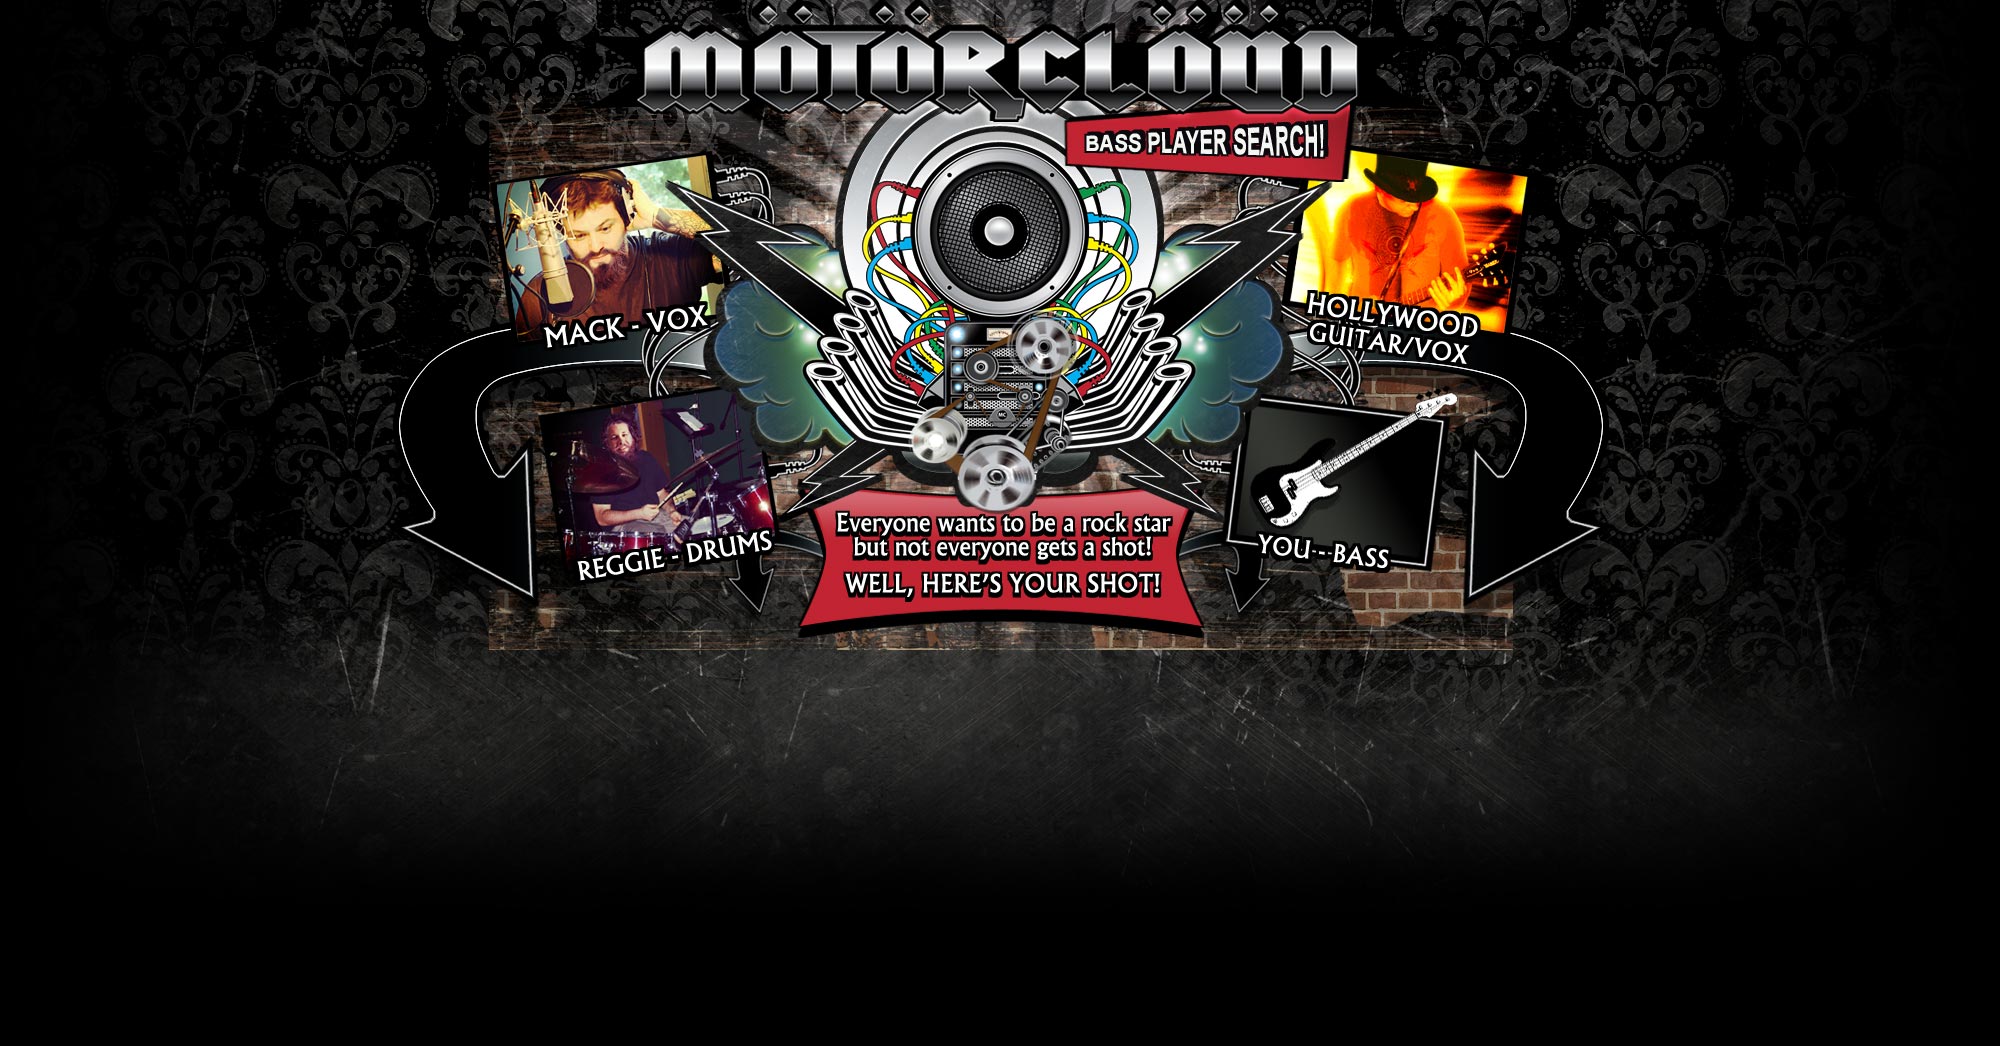 MÖTÖRCLÖÜD
BASS PLAYER SEARCH!
MACK - VOX
HOLLYWOOD
GUITAR/VOX
REGGIE - DRUMS
YOU - BASS
Everyone wants to be a rock star
but not everyone gets a shot!
WELL, HERE'S YOUR SHOT!
MC